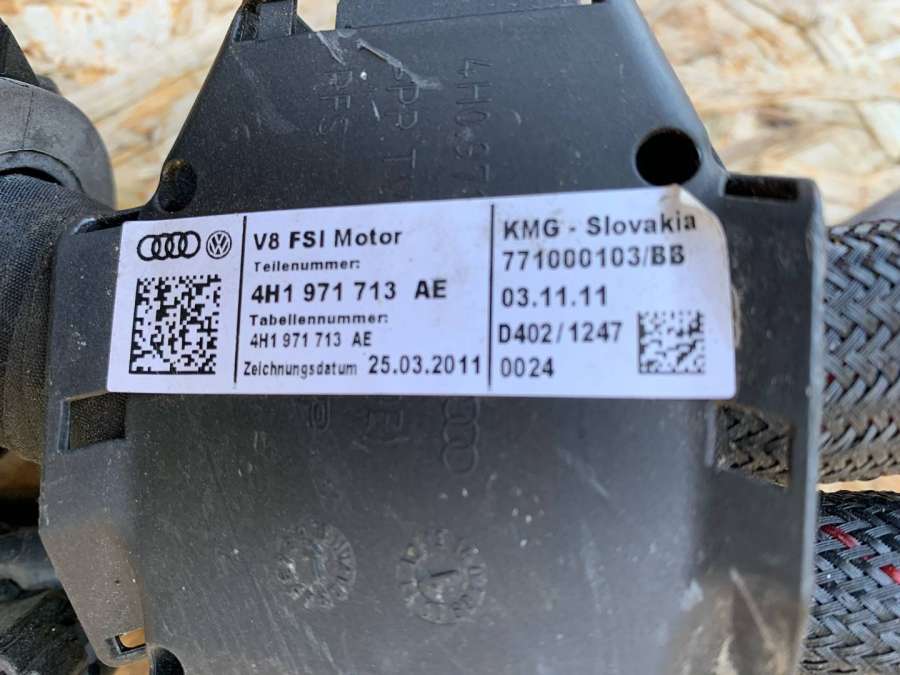 V8 FSI Motor
Teilenummer:
4H1 971 713 AE
Tabellennummer:
4H1 971 713 AE
Zeichnungsdatum 25.03.2011
KMG - Slovakia
771000103/BB
03.11.11
D402/1247
0024